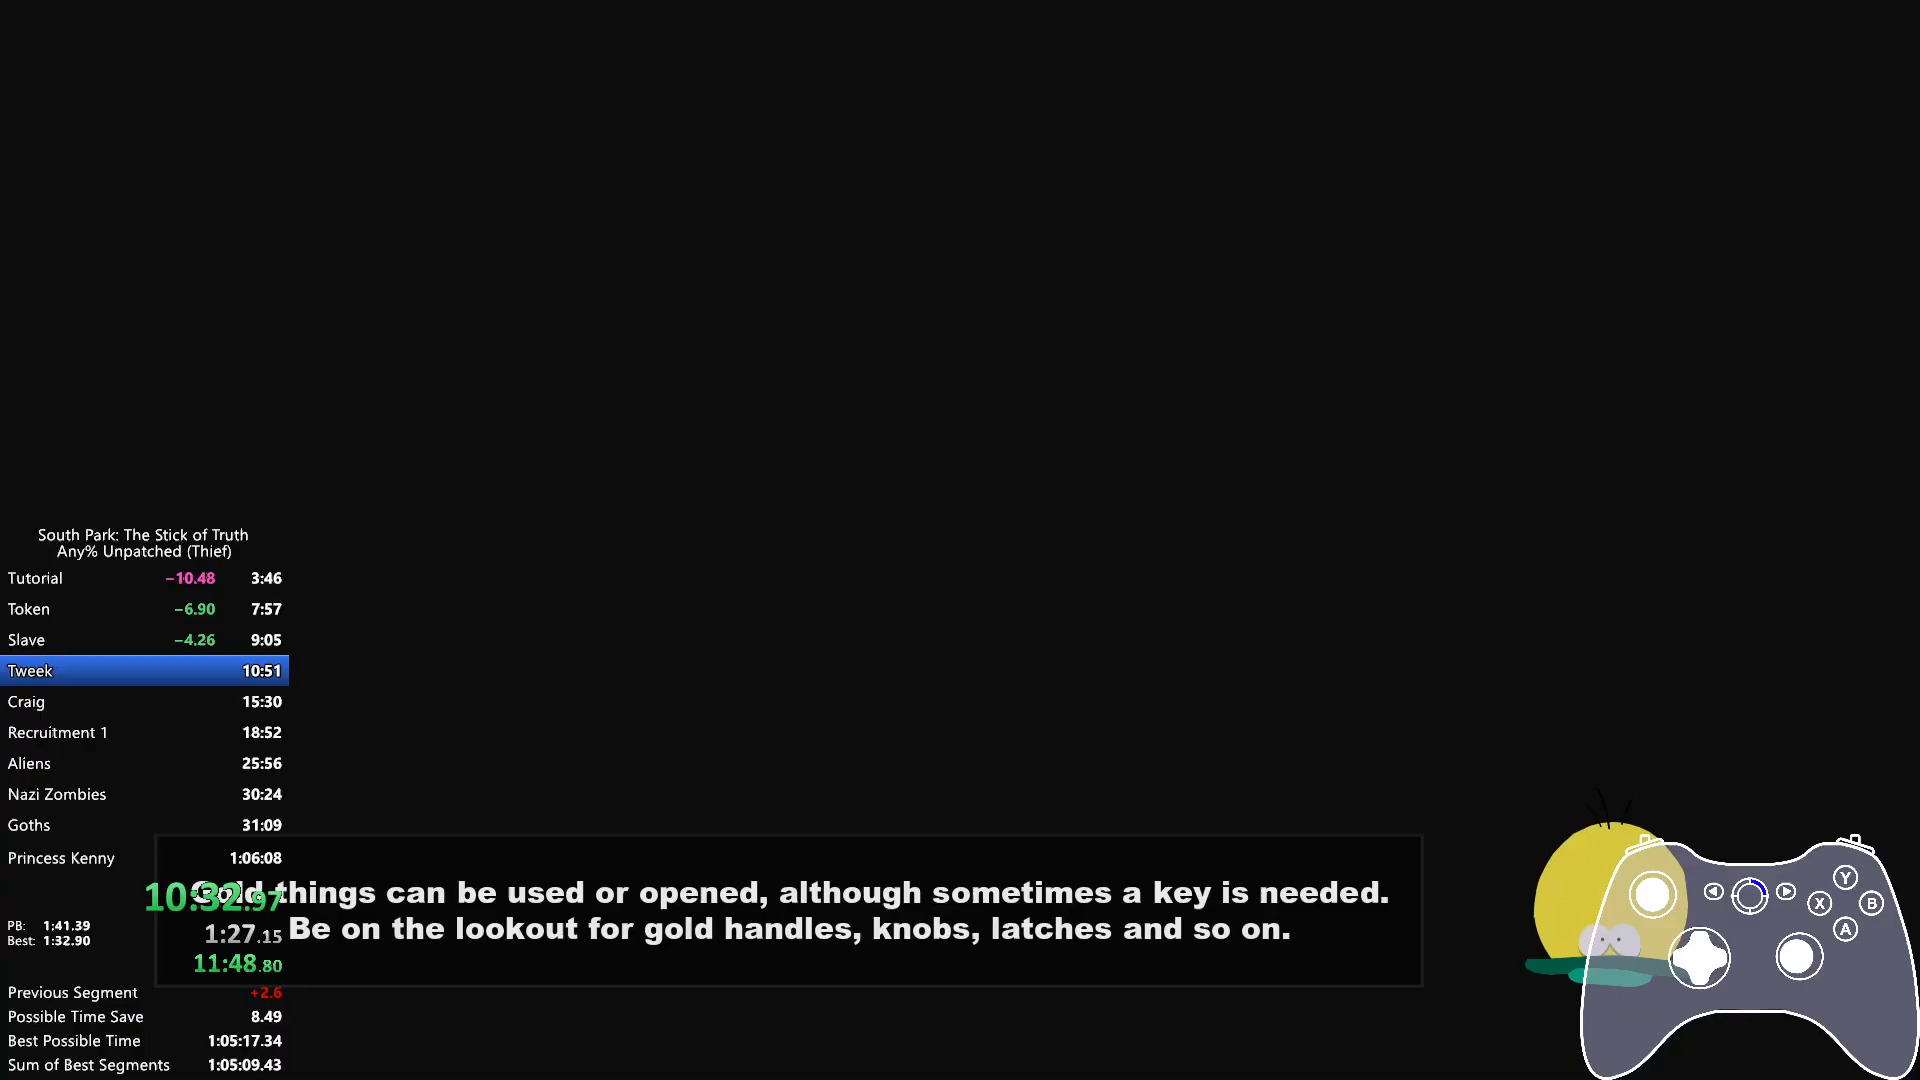 South Park: The Stick of Truth
Any% Unpatched (Thief)
Tutorial −10.48 3:46
Token −6.90 7:57
Slave −4.26 9:05
Tweek 10:51
Craig 15:30
Recruitment 1 18:52
Aliens 25:56
Nazi Zombies 30:24
Goths 31:09
Princess Kenny 1:06:08
10:32.97
Gold things can be used or opened, although sometimes a key is needed.
Be on the lookout for gold handles, knobs, latches and so on.
PB: 1:41.39
Best: 1:32.90
1:27.15
11:48.80
Previous Segment +2.6
Possible Time Save 8.49
Best Possible Time 1:05:17.34
Sum of Best Segments 1:05:09.43
Y
X
B
A